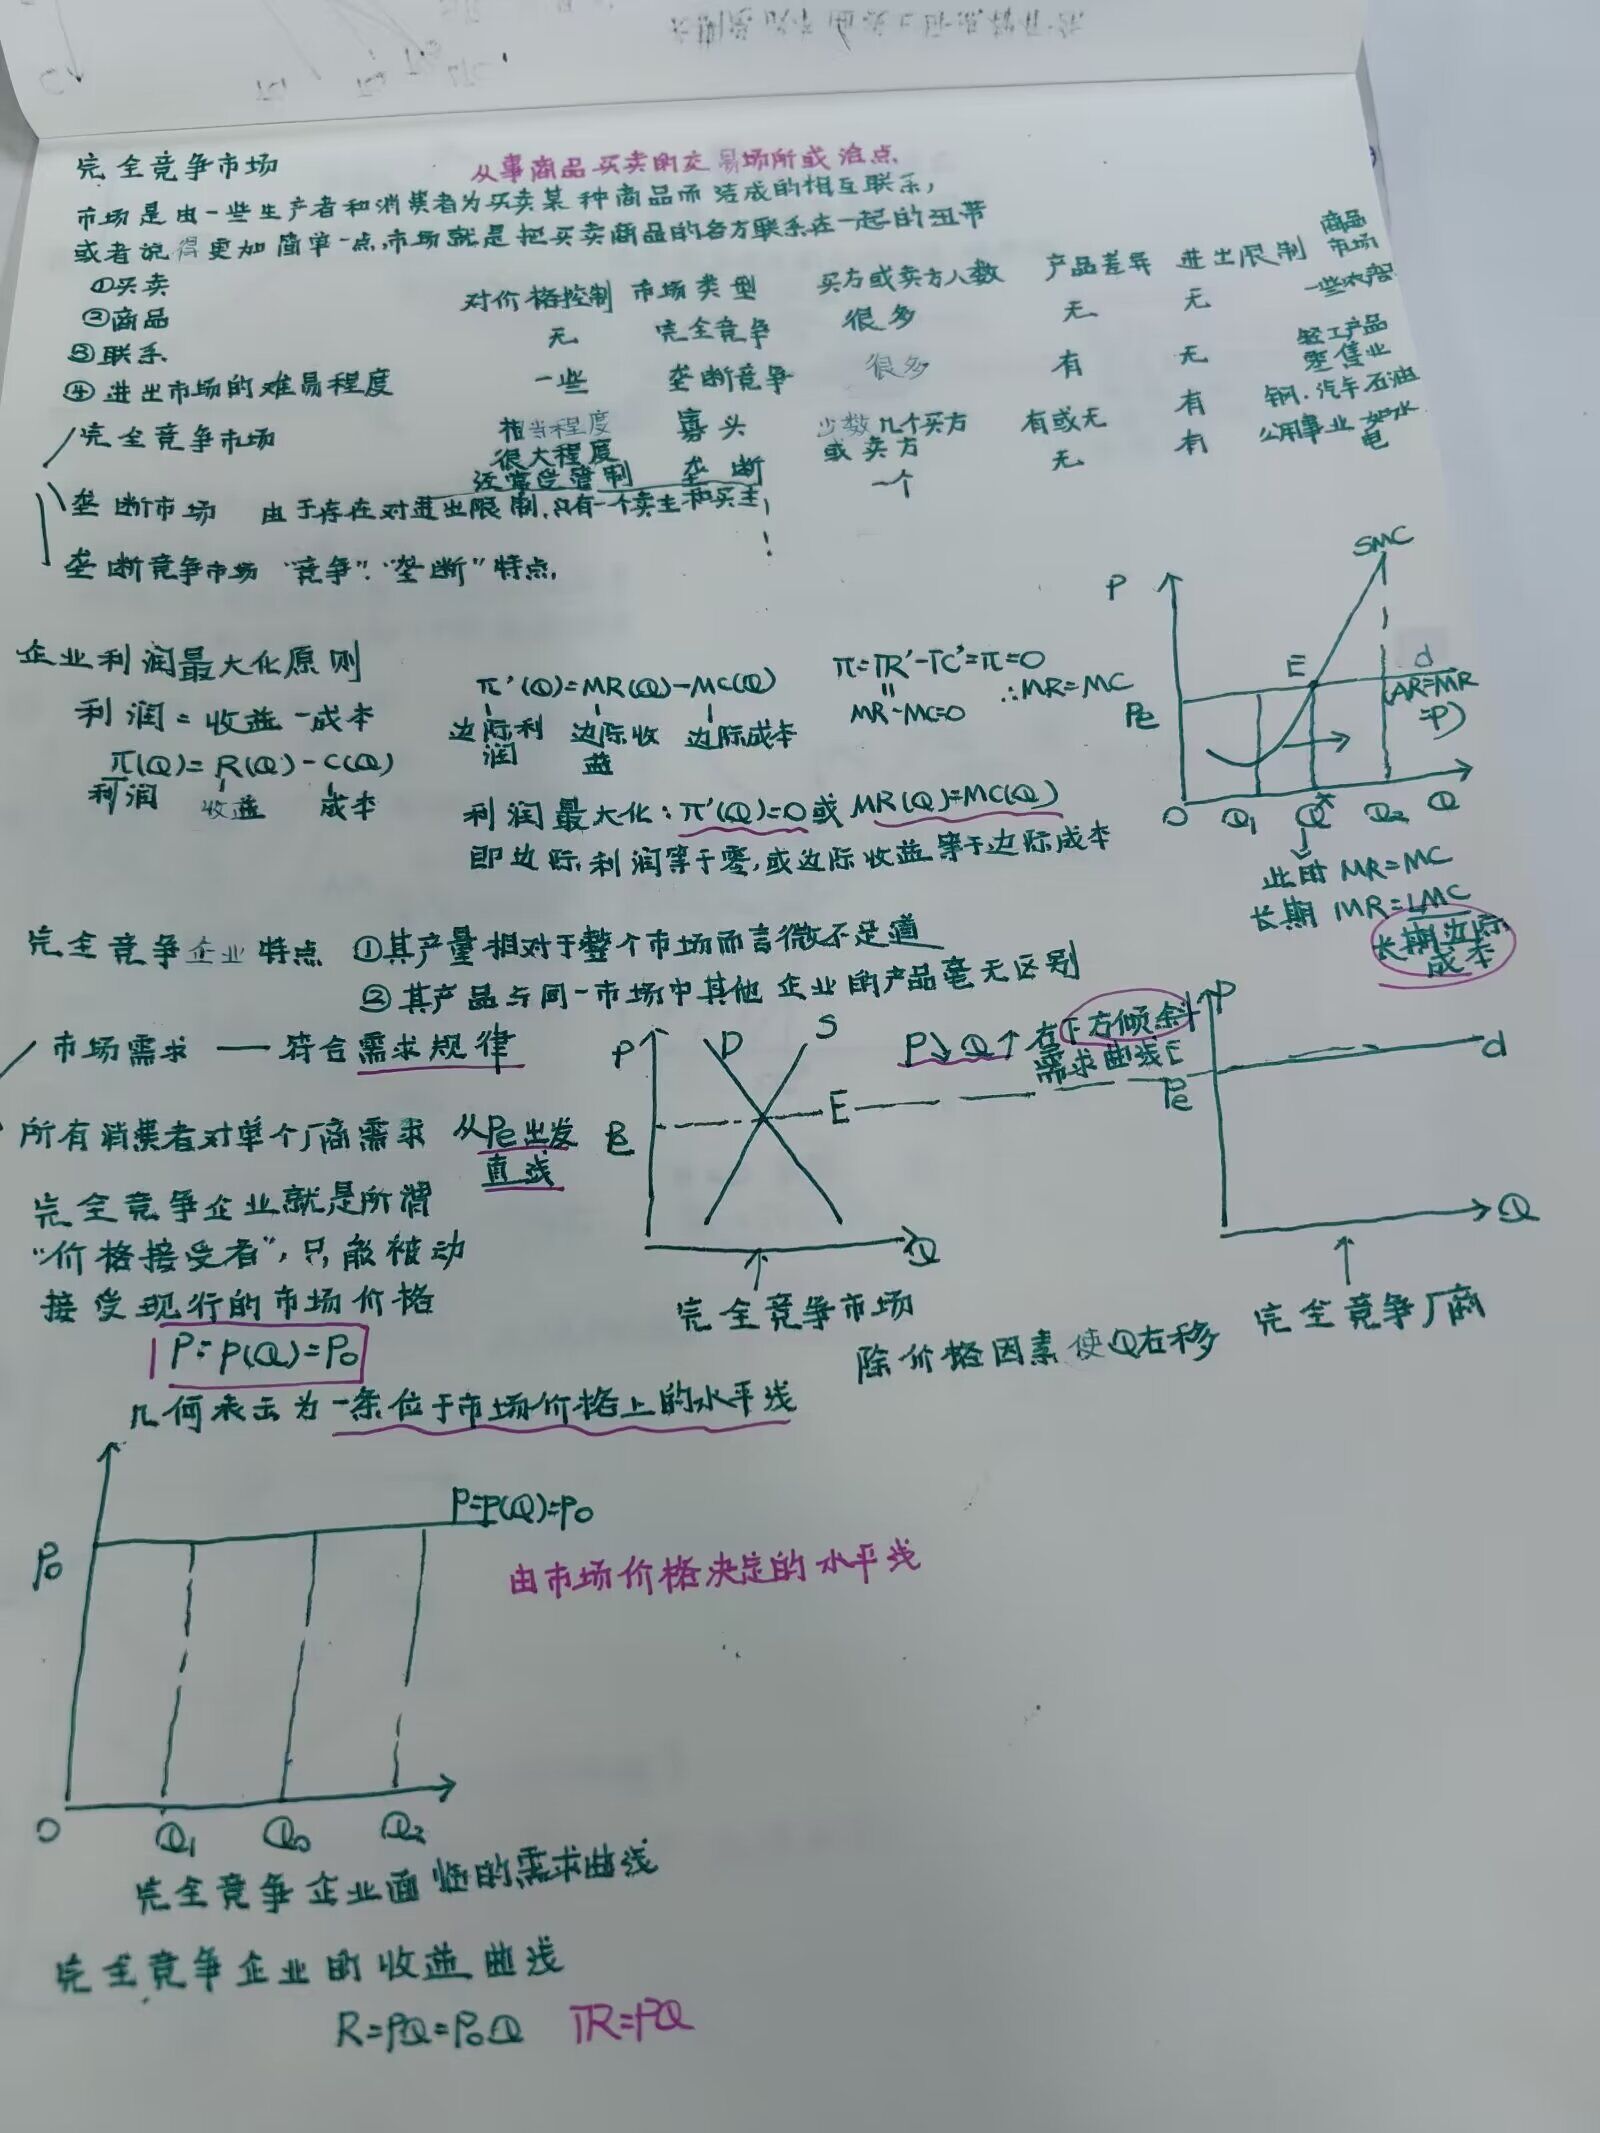 完全竞争市场 从事商品买卖的交易场所或洽点
市场是由一些生产者和消费者为买卖某种商品而洁成的相互联系,
或者说得更加简单一点,市场就是把买卖商品的各方联系在一起的丑带
①买卖
②商品
③联系
④进出市场的难易程度
对价格控制 市场类型 买方或卖方人数 产品差异 进出限制 商品市场
无 完全竞争 很多 无 无 一些农产品
一些 垄断竞争 很多 有 无 轻工产品 零售业
相当程度 寡头 少数几个买方或卖方 有或无 有 钢、汽车石油
很大程度 经常受管制 垄断 一个 无 有 公用事业 如水电
完全竞争市场
垄断市场 由于存在对进出限制,只有一个卖主和买主,
垄断竞争市场 "竞争"."垄断"特点,
企业利润最大化原则
利润=收益-成本
π(Q)=R(Q)-C(Q)
利润 收益 成本
π'(Q)=MR(Q)-MC(Q)
边际利润 边际收益 边际成本
π=TR'-TC'=π=0
MR-MC=0 ∴MR=MC
利润最大化:π'(Q)=0或MR(Q)=MC(Q)
即边际利润等于零,或边际收益等于边际成本
P SMC
E d
Pe (AR=MR
=P)
O Q1 Q* Q2 Q
此时 MR=MC
长期 MR=LMC
长期边际成本
完全竞争企业特点 ①其产量相对于整个市场而言微不足道
②其产品与同一市场中其他企业的产品毫无区别
市场需求 — 符合需求规律
所有消费者对单个厂商需求 从Pe出发
直线
P D S
Pe E
Q
完全竞争市场
P↓ Q↑ 右下方倾斜
需求曲线E
P
Pe d
Q
完全竞争厂商
除价格因素使Q右移
完全竞争企业就是所谓
"价格接受者",只能被动
接受现行的市场价格
P=P(Q)=P0
几何表示为一条位于市场价格上的水平线
P0 P=P(Q)=P0
由市场价格决定的水平线
O Q1 Q0 Q2
完全竞争企业面临的需求曲线
完全竞争企业的收益曲线
R=PQ=P0Q TR=PQ